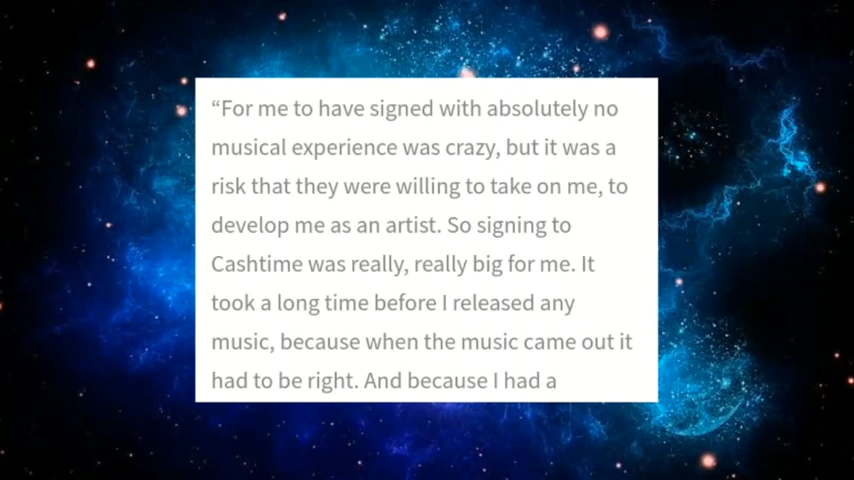 “For me to have signed with absolutely no
musical experience was crazy, but it was a
risk that they were willing to take on me, to
develop me as an artist. So signing to
Cashtime was really, really big for me. It
took a long time before I released any
music, because when the music came out it
had to be right. And because I had a